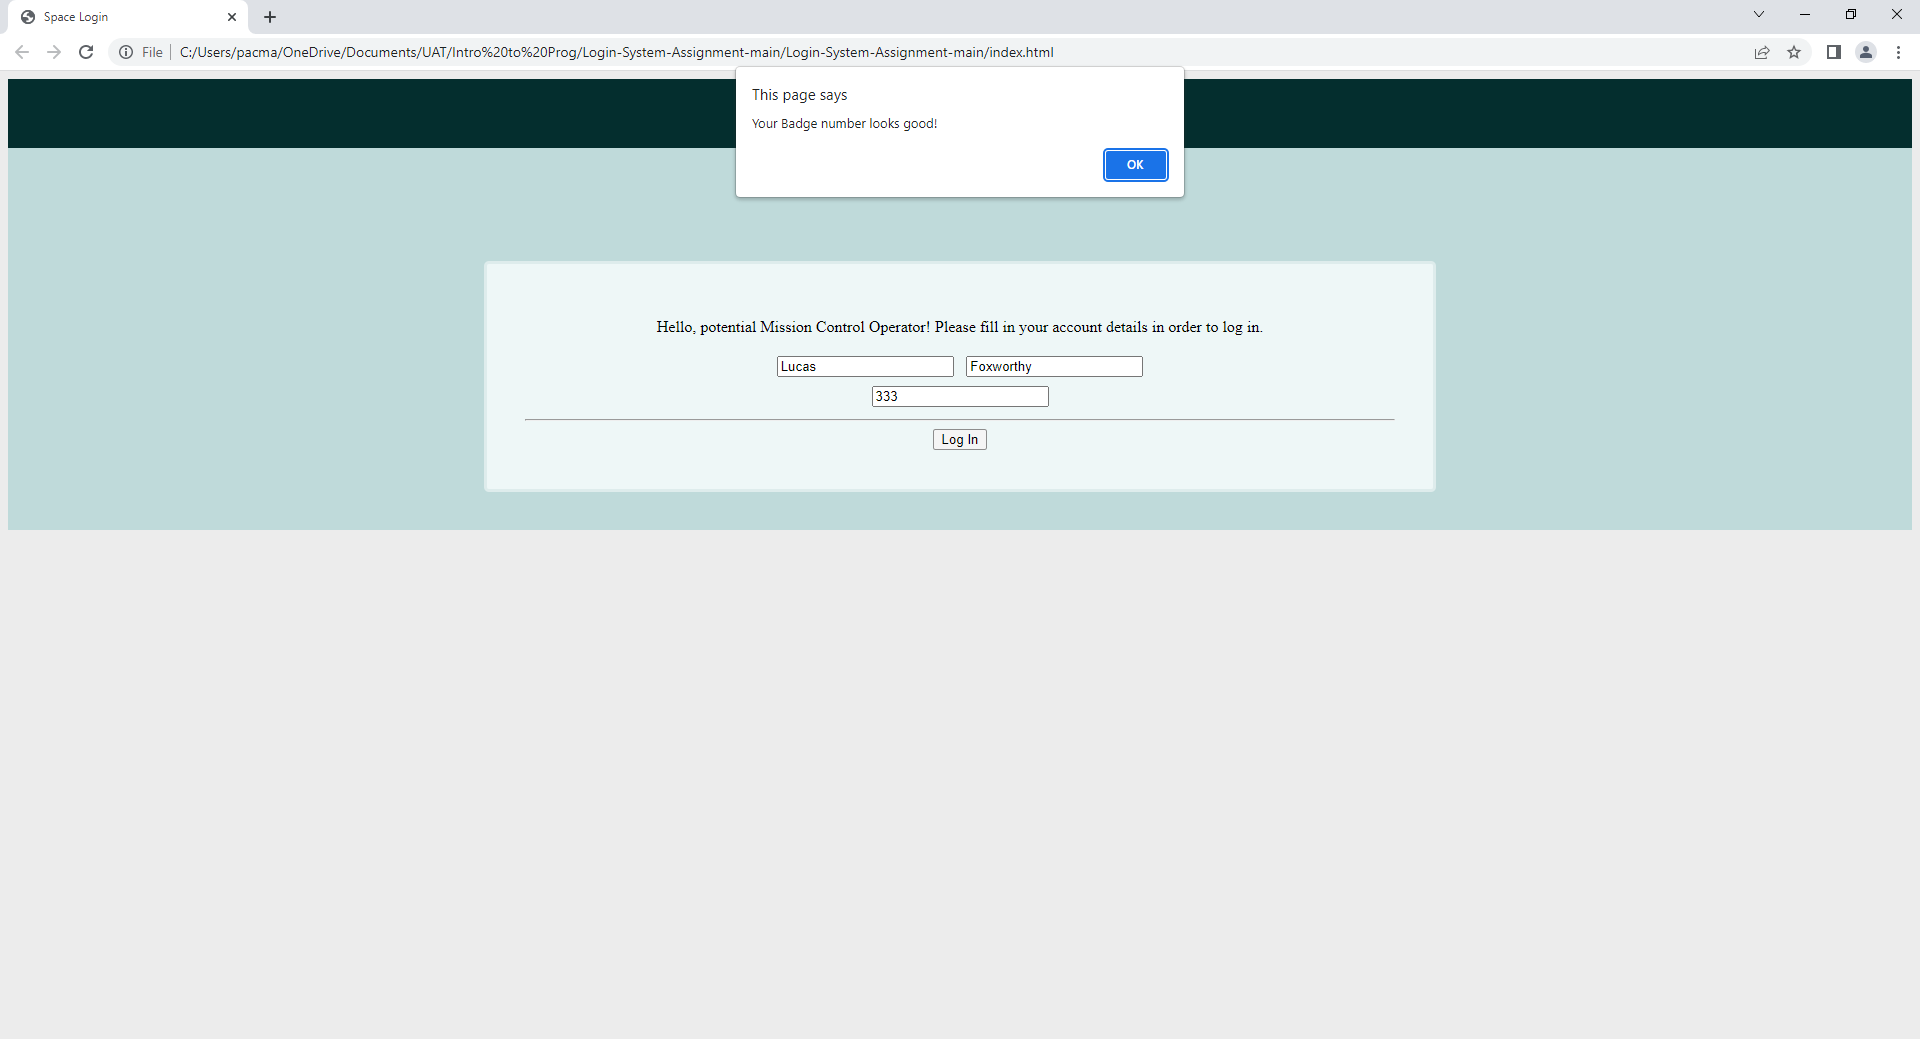 Space Login
File
C:/Users/pacma/OneDrive/Documents/UAT/Intro%20to%20Prog/Login-System-Assignment-main/Login-System-Assignment-main/index.html
This page says
Your Badge number looks good!
OK
Hello, potential Mission Control Operator! Please fill in your account details in order to log in.
Lucas Foxworthy
333
Log In